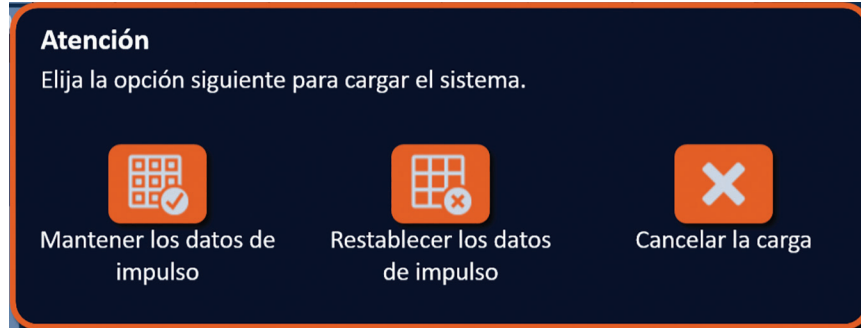 Atención
Elija la opción siguiente para cargar el sistema.
Mantener los datos de
impulso
Restablecer los datos
de impulso
Cancelar la carga